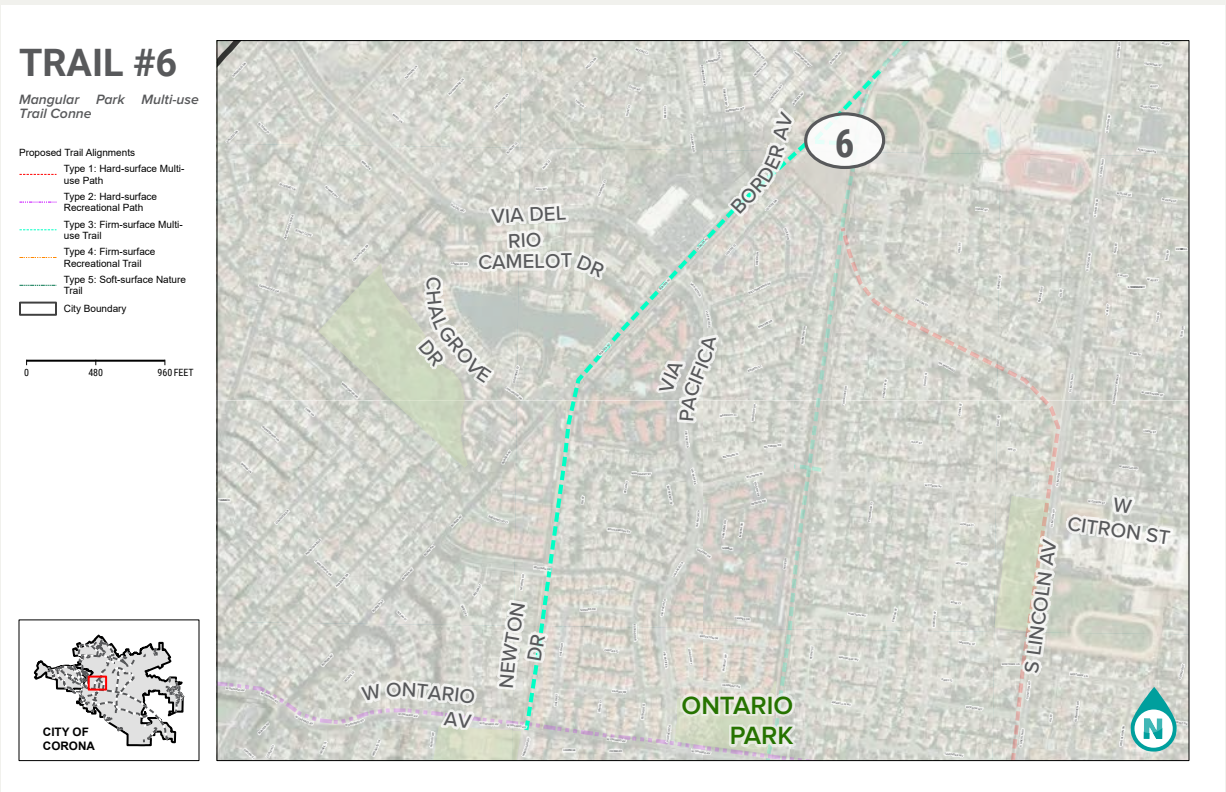 TRAIL #6
Mangular Park Multi-use
Trail Conne
Proposed Trail Alignments
Type 1: Hard-surface Multi-
use Path
Type 2: Hard-surface
Recreational Path
Type 3: Firm-surface Multi-
use Trail
Type 4: Firm-surface
Recreational Trail
Type 5: Soft-surface Nature
Trail
City Boundary
0 480 960 FEET
CITY OF
CORONA
6
BORDER AV
VIA DEL
RIO
CAMELOT DR
CHALGROVE
DR
VIA
PACIFICA
W
CITRON ST
S LINCOLN AV
NEWTON
DR
W ONTARIO
AV
ONTARIO
PARK
N